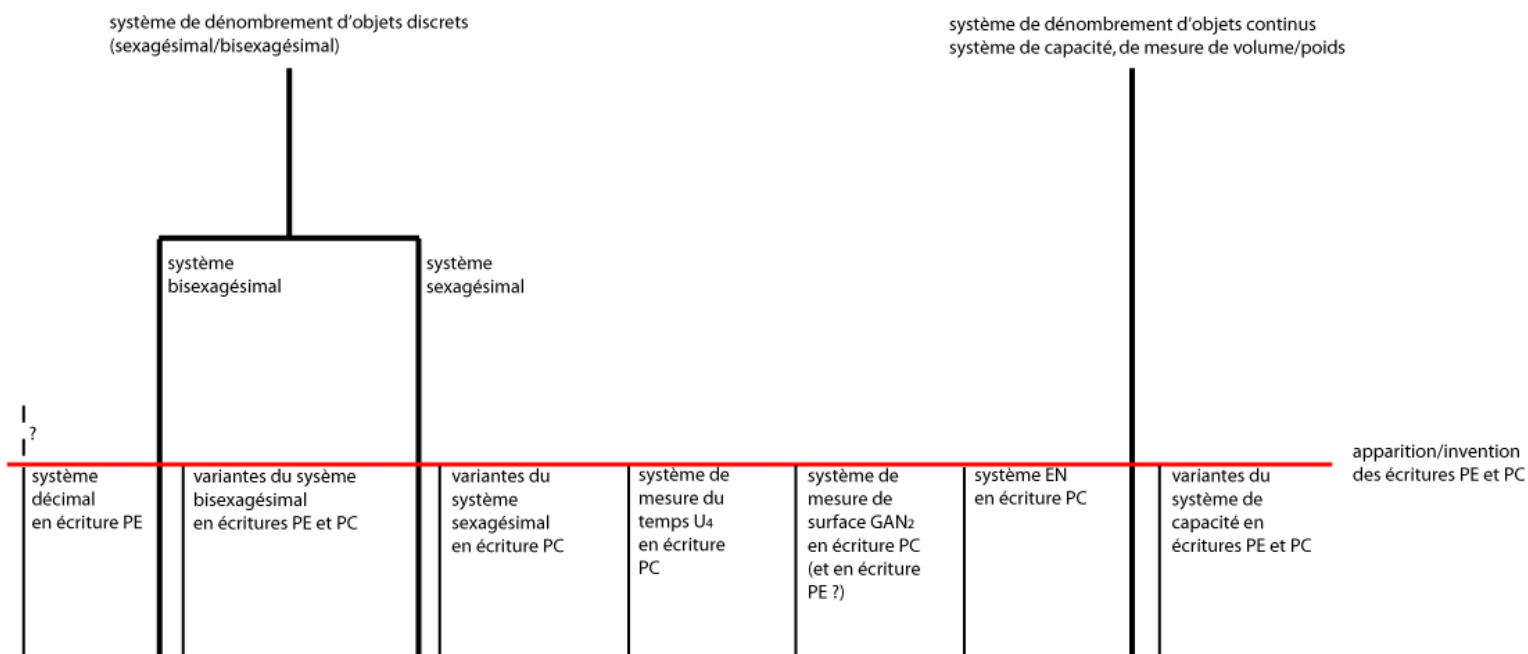 système de dénombrement d'objets discrets
(sexagésimal/bisexagésimal)
système de dénombrement d'objets continus
système de capacité, de mesure de volume/poids
système
bisexagésimal
système
sexagésimal
?
apparition/invention
des écritures PE et PC
système
décimal
en écriture PE
variantes du sysème
bisexagésimal
en écritures PE et PC
variantes du
système
sexagésimal
en écriture PC
système de
mesure du
temps U4
en écriture
PC
système de
mesure de
surface GAN2
en écriture PC
(et en écriture
PE ?)
système EN
en écriture PC
variantes du
système de
capacité en
écritures PE et PC